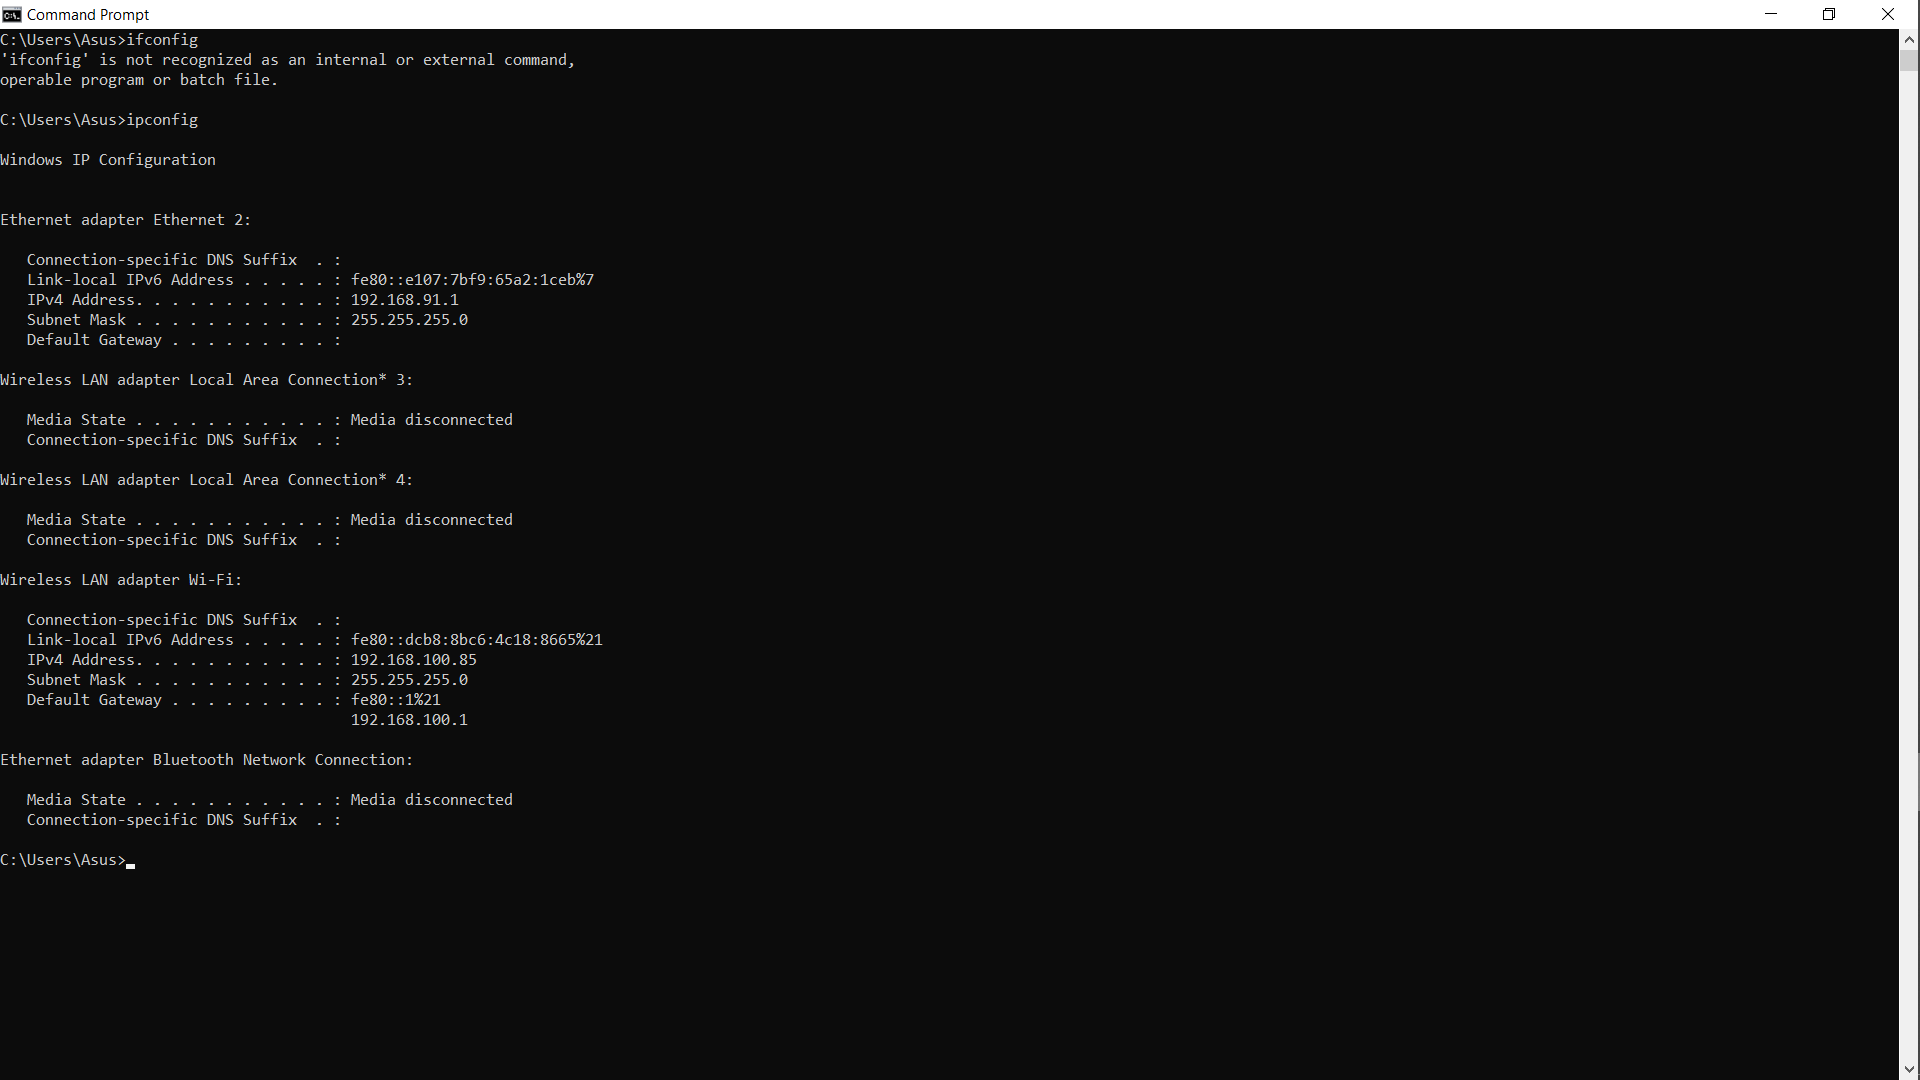 Command Prompt
C:\Users\Asus>ifconfig
'ifconfig' is not recognized as an internal or external command,
operable program or batch file.
C:\Users\Asus>ipconfig
Windows IP Configuration
Ethernet adapter Ethernet 2:
   Connection-specific DNS Suffix  . :
   Link-local IPv6 Address . . . . . : fe80::e107:7bf9:65a2:1ceb%7
   IPv4 Address. . . . . . . . . . . : 192.168.91.1
   Subnet Mask . . . . . . . . . . . : 255.255.255.0
   Default Gateway . . . . . . . . . :
Wireless LAN adapter Local Area Connection* 3:
   Media State . . . . . . . . . . . : Media disconnected
   Connection-specific DNS Suffix  . :
Wireless LAN adapter Local Area Connection* 4:
   Media State . . . . . . . . . . . : Media disconnected
   Connection-specific DNS Suffix  . :
Wireless LAN adapter Wi-Fi:
   Connection-specific DNS Suffix  . :
   Link-local IPv6 Address . . . . . : fe80::dcb8:8bc6:4c18:8665%21
   IPv4 Address. . . . . . . . . . . : 192.168.100.85
   Subnet Mask . . . . . . . . . . . : 255.255.255.0
   Default Gateway . . . . . . . . . : fe80::1%21
                                       192.168.100.1
Ethernet adapter Bluetooth Network Connection:
   Media State . . . . . . . . . . . : Media disconnected
   Connection-specific DNS Suffix  . :
C:\Users\Asus>